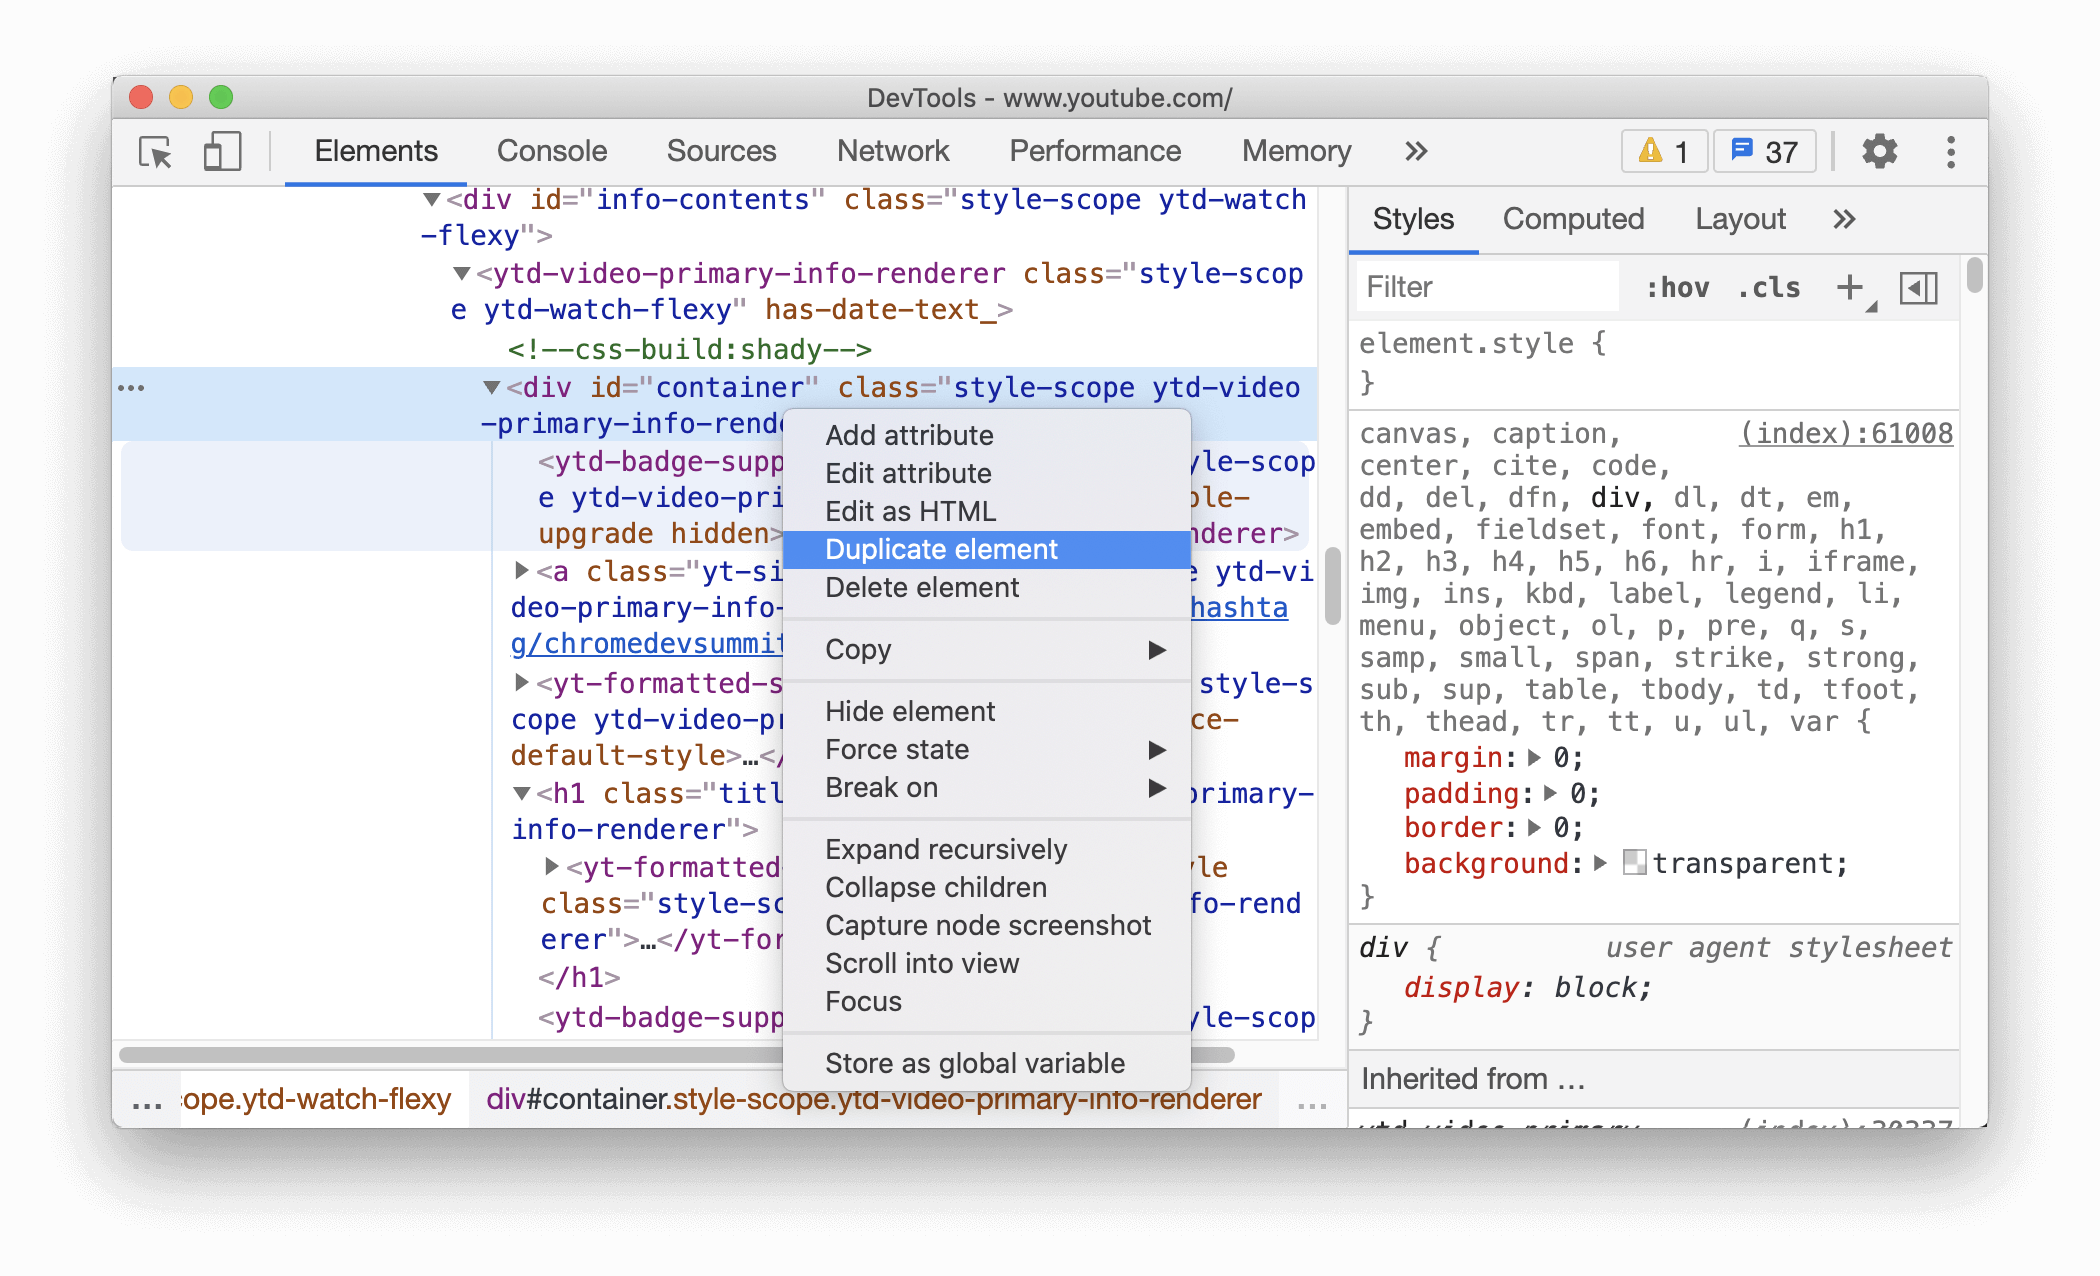 DevTools - www.youtube.com/
Elements Console Sources Network Performance Memory » 1 37
▼<div id="info-contents" class="style-scope ytd-watch
-flexy">
▼<ytd-video-primary-info-renderer class="style-scop
e ytd-watch-flexy" has-date-text_>
<!--css-build:shady-->
… ▼<div id="container" class="style-scope ytd-video
-primary-info-rende
<ytd-badge-supp yle-scop
e ytd-video-pri ble-
upgrade hidden> nderer>
▶<a class="yt-si e ytd-vi
deo-primary-info- hashta
g/chromedevsummit
▶<yt-formatted-s style-s
cope ytd-video-pr ce-
default-style>…</
▼<h1 class="titl primary-
info-renderer">
▶<yt-formatted- yle
class="style-sc fo-rend
erer">…</yt-for
</h1>
<ytd-badge-supp yle-scop
… ope.ytd-watch-flexy div#container.style-scope.ytd-video-primary-info-renderer …
Add attribute
Edit attribute
Edit as HTML
Duplicate element
Delete element
Copy ▶
Hide element
Force state ▶
Break on ▶
Expand recursively
Collapse children
Capture node screenshot
Scroll into view
Focus
Store as global variable
Styles Computed Layout »
Filter :hov .cls +
element.style {
}
canvas, caption, (index):61008
center, cite, code,
dd, del, dfn, div, dl, dt, em,
embed, fieldset, font, form, h1,
h2, h3, h4, h5, h6, hr, i, iframe,
img, ins, kbd, label, legend, li,
menu, object, ol, p, pre, q, s,
samp, small, span, strike, strong,
sub, sup, table, tbody, td, tfoot,
th, thead, tr, tt, u, ul, var {
margin:▶ 0;
padding:▶ 0;
border:▶ 0;
background:▶ transparent;
}
div { user agent stylesheet
display: block;
}
Inherited from …
ytd-video-primary (index):30337